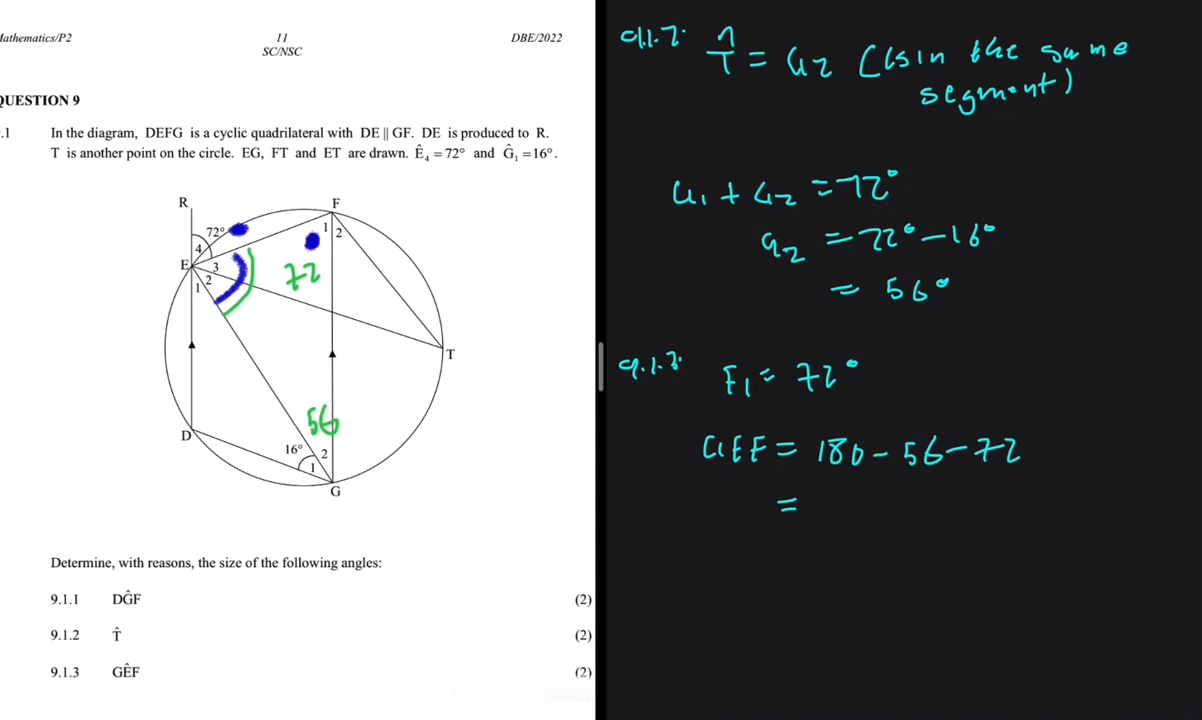 Mathematics/P2
11
SC/NSC
DBE/2022
QUESTION 9
.1 In the diagram, DEFG is a cyclic quadrilateral with DE || GF. DE is produced to R.
T is another point on the circle. EG, FT and ET are drawn. Ê₄ = 72° and Ĝ₁ = 16°.
R
F
72°
1
2
4
E
3
72
2
1
T
56
D
16°
2
1
G
Determine, with reasons, the size of the following angles:
9.1.1 DĜF (2)
9.1.2 T̂ (2)
9.1.3 GÊF (2)
9.1.2 T̂ = G2 (∠s in the same
segment)
G1 + G2 = 72°
G2 = 72° - 16°
= 56°
9.1.3 F1 = 72°
GEF = 180 - 56 - 72
=